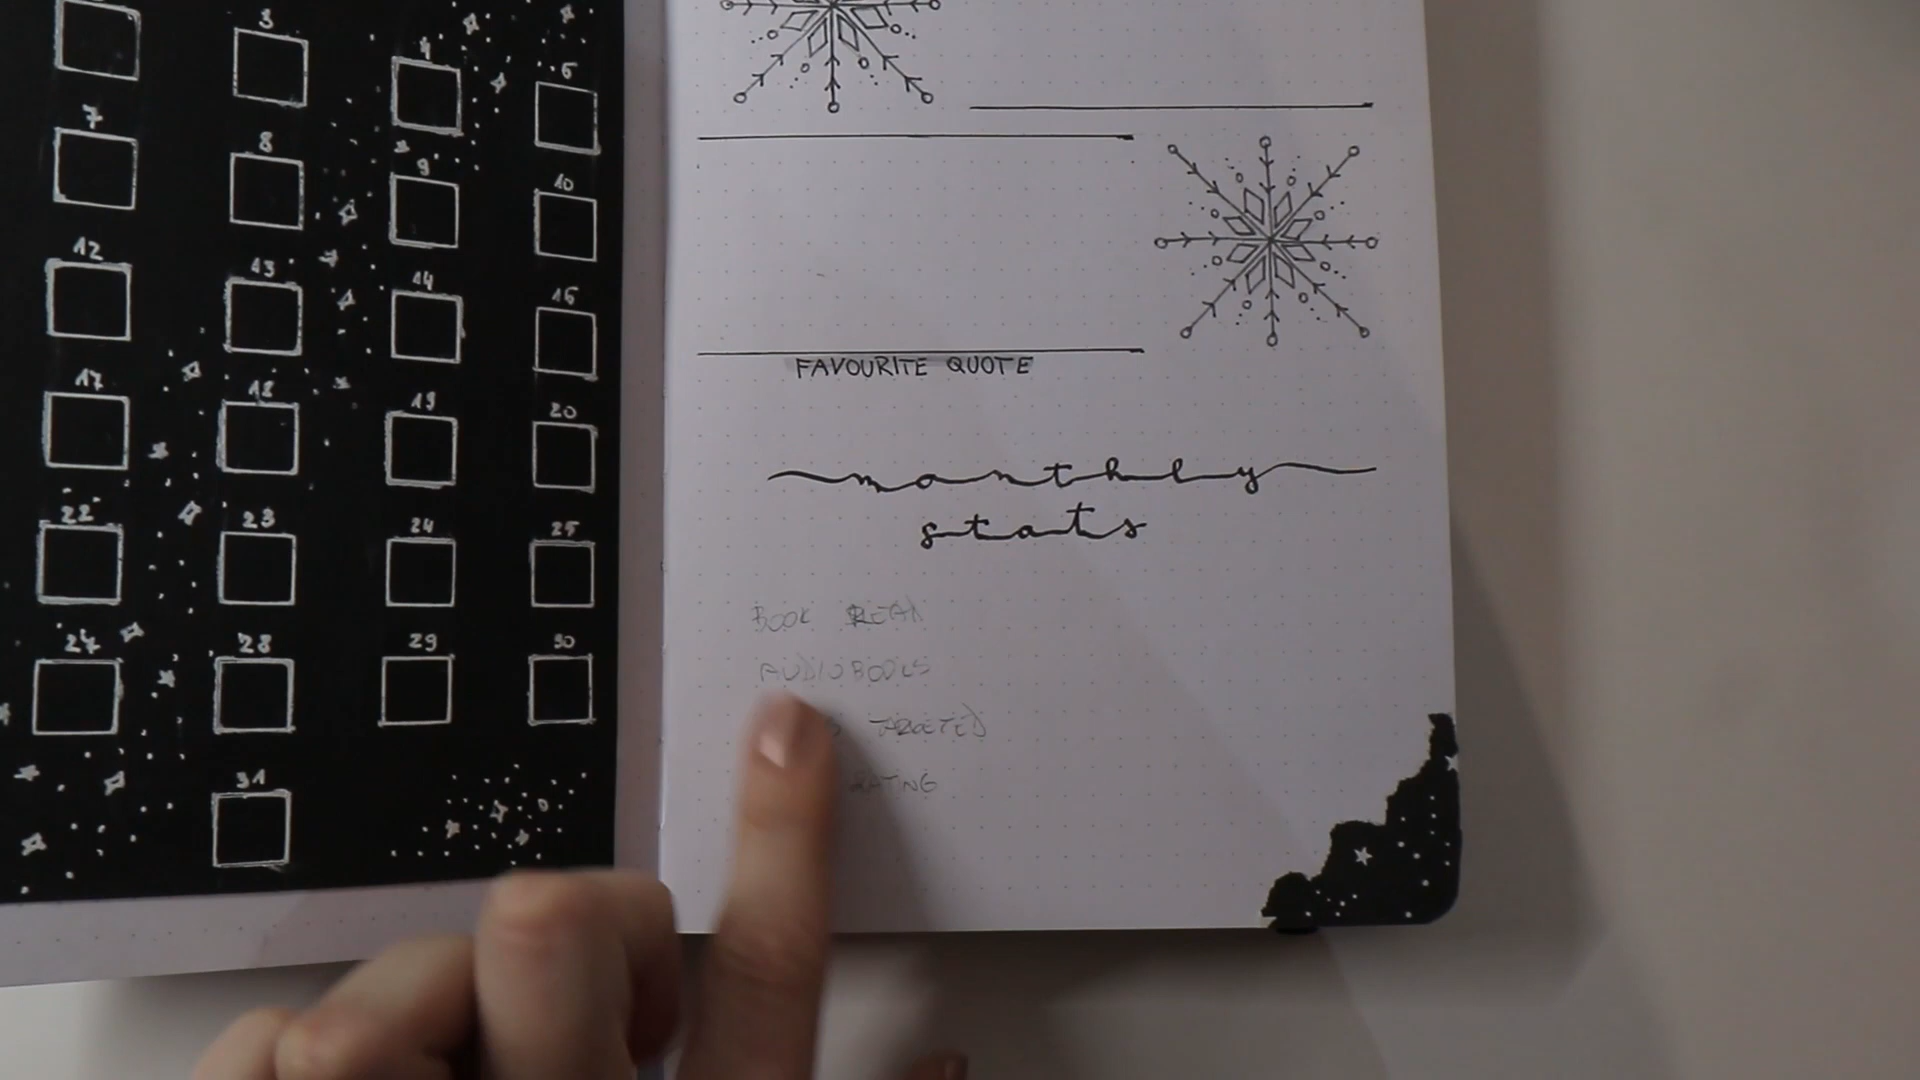 3 4 5
7 8 9 10
12 13 14 15
17 18 19 20
22 23 24 25
27 28 29 30
31
FAVOURITE QUOTE
monthly
stats
BOOK READ
AUDIOBOOKS
TARGETED
RATING